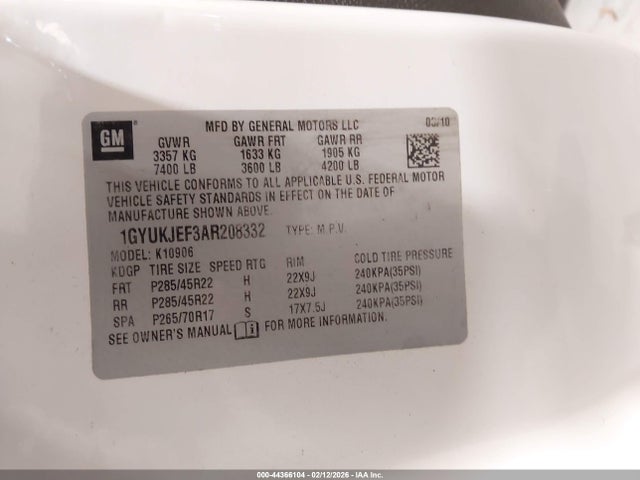 GM
MFD BY GENERAL MOTORS LLC 03/10
GVWR GAWR FRT GAWR RR
3357 KG 1633 KG 1905 KG
7400 LB 3600 LB 4200 LB
THIS VEHICLE CONFORMS TO ALL APPLICABLE U.S. FEDERAL MOTOR
VEHICLE SAFETY STANDARDS IN EFFECT ON THE DATE OF
MANUFACTURE SHOWN ABOVE.
1GYUKJEF3AR208332 TYPE: M.P.V.
MODEL: K10906
KDGP TIRE SIZE SPEED RTG RIM COLD TIRE PRESSURE
FRT P285/45R22 H 22X9J 240KPA(35PSI)
RR P285/45R22 H 22X9J 240KPA(35PSI)
SPA P265/70R17 S 17X7.5J 240KPA(35PSI)
SEE OWNER'S MANUAL FOR MORE INFORMATION.
000-44366104 - 02/12/2026 - IAA Inc.